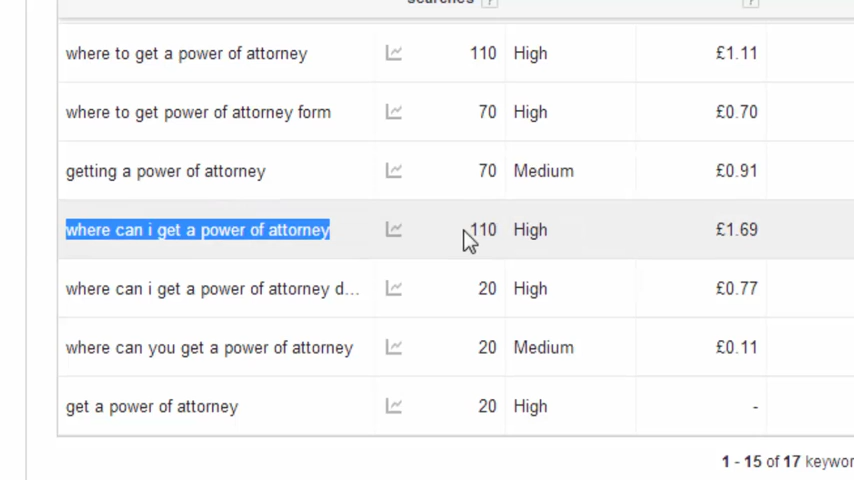 searches ? ?
where to get a power of attorney 110 High £1.11
where to get power of attorney form 70 High £0.70
getting a power of attorney 70 Medium £0.91
where can i get a power of attorney 110 High £1.69
where can i get a power of attorney d... 20 High £0.77
where can you get a power of attorney 20 Medium £0.11
get a power of attorney 20 High -
1 - 15 of 17 keywor